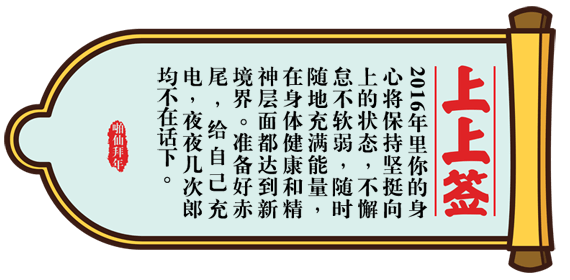 上上签
2016年里你的身
心将保持坚挺向
上的状态，不懈
怠不软弱，随时
随地充满能量，
在身体健康和精
神层面都达到新
境界。准备好赤
尾，给自己充
电，夜夜几次郎
均不在话下。
啪仙拜年